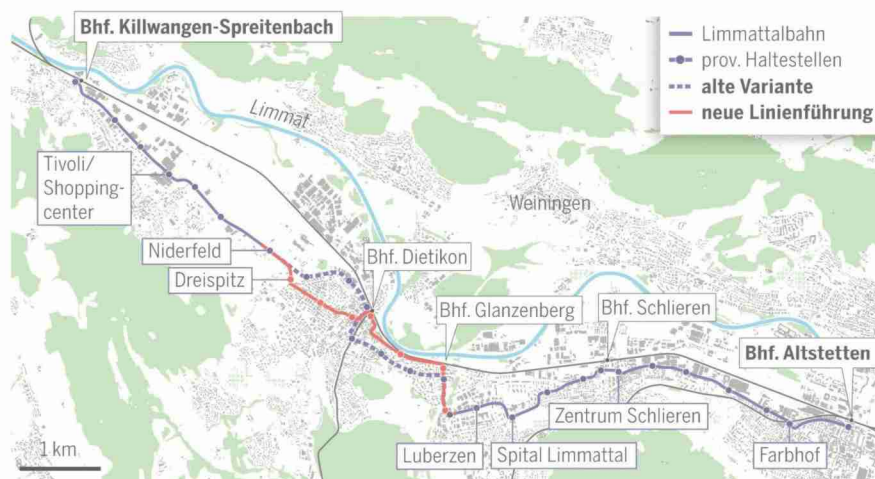 Bhf. Killwangen-Spreitenbach
Limmattalbahn
prov. Haltestellen
alte Variante
neue Linienführung
Limmat
Tivoli/
Shopping-
center
Weiningen
Niderfeld
Bhf. Dietikon
Dreispitz
Bhf. Glanzenberg
Bhf. Schlieren
Bhf. Altstetten
Zentrum Schlieren
Luberzen
Spital Limmattal
Farbhof
1 km